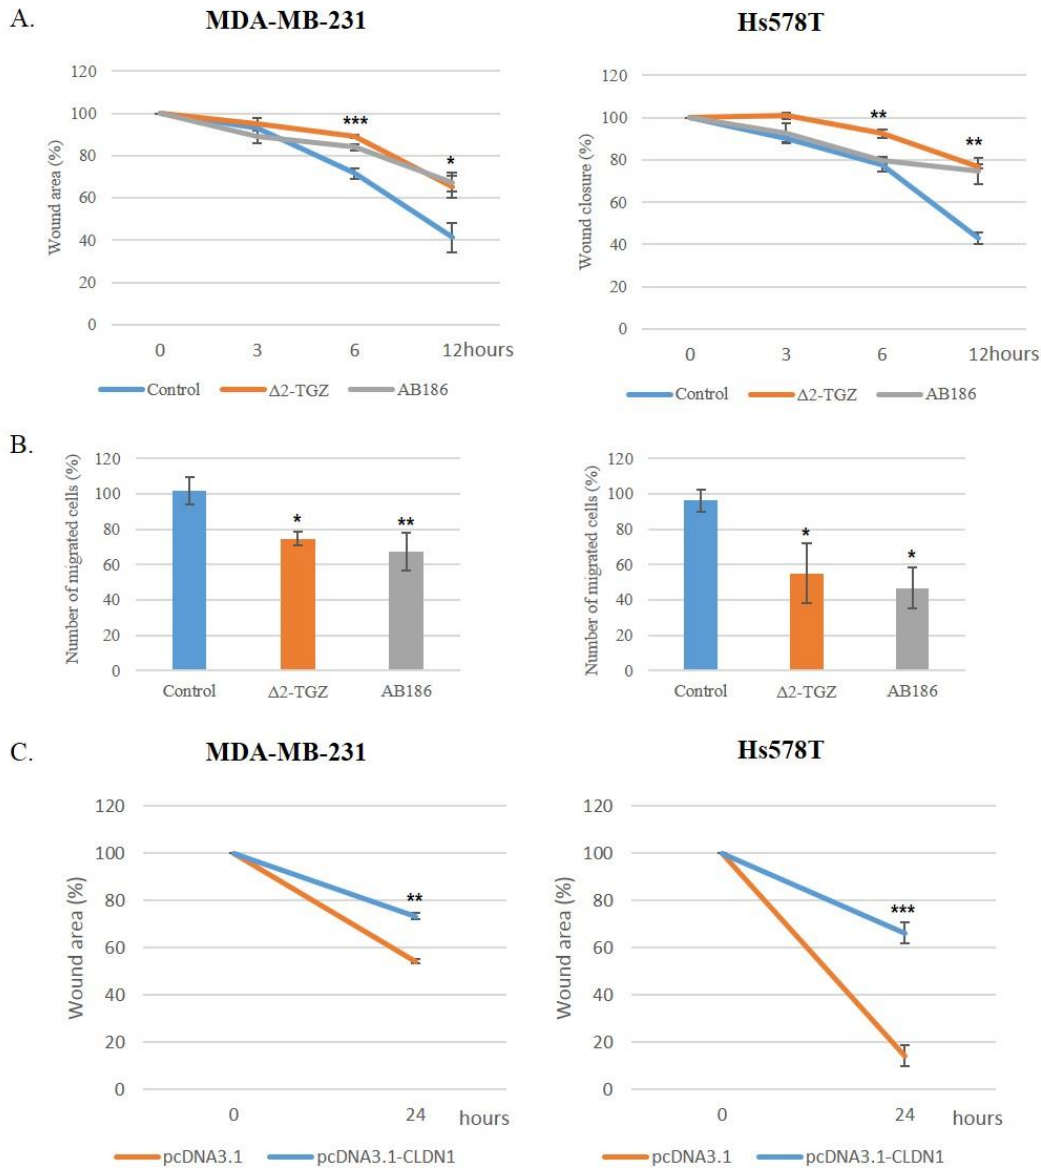 A.
MDA-MB-231
Hs578T
Wound area (%)
120
100
80
60
40
20
0
***
*
0 3 6 12hours
Control Δ2-TGZ AB186
Wound closure (%)
120
100
80
60
40
20
0
**
**
0 3 6 12hours
Control Δ2-TGZ AB186
B.
Number of migrated cells (%)
120
100
80
60
40
20
0
*
**
Control Δ2-TGZ AB186
Number of migrated cells (%)
120
100
80
60
40
20
0
*
*
Control Δ2-TGZ AB186
C.
MDA-MB-231
Hs578T
Wound area (%)
120
100
80
60
40
20
0
**
0 24 hours
pcDNA3.1 pcDNA3.1-CLDN1
Wound area (%)
120
100
80
60
40
20
0
***
0 24 hours
pcDNA3.1 pcDNA3.1-CLDN1